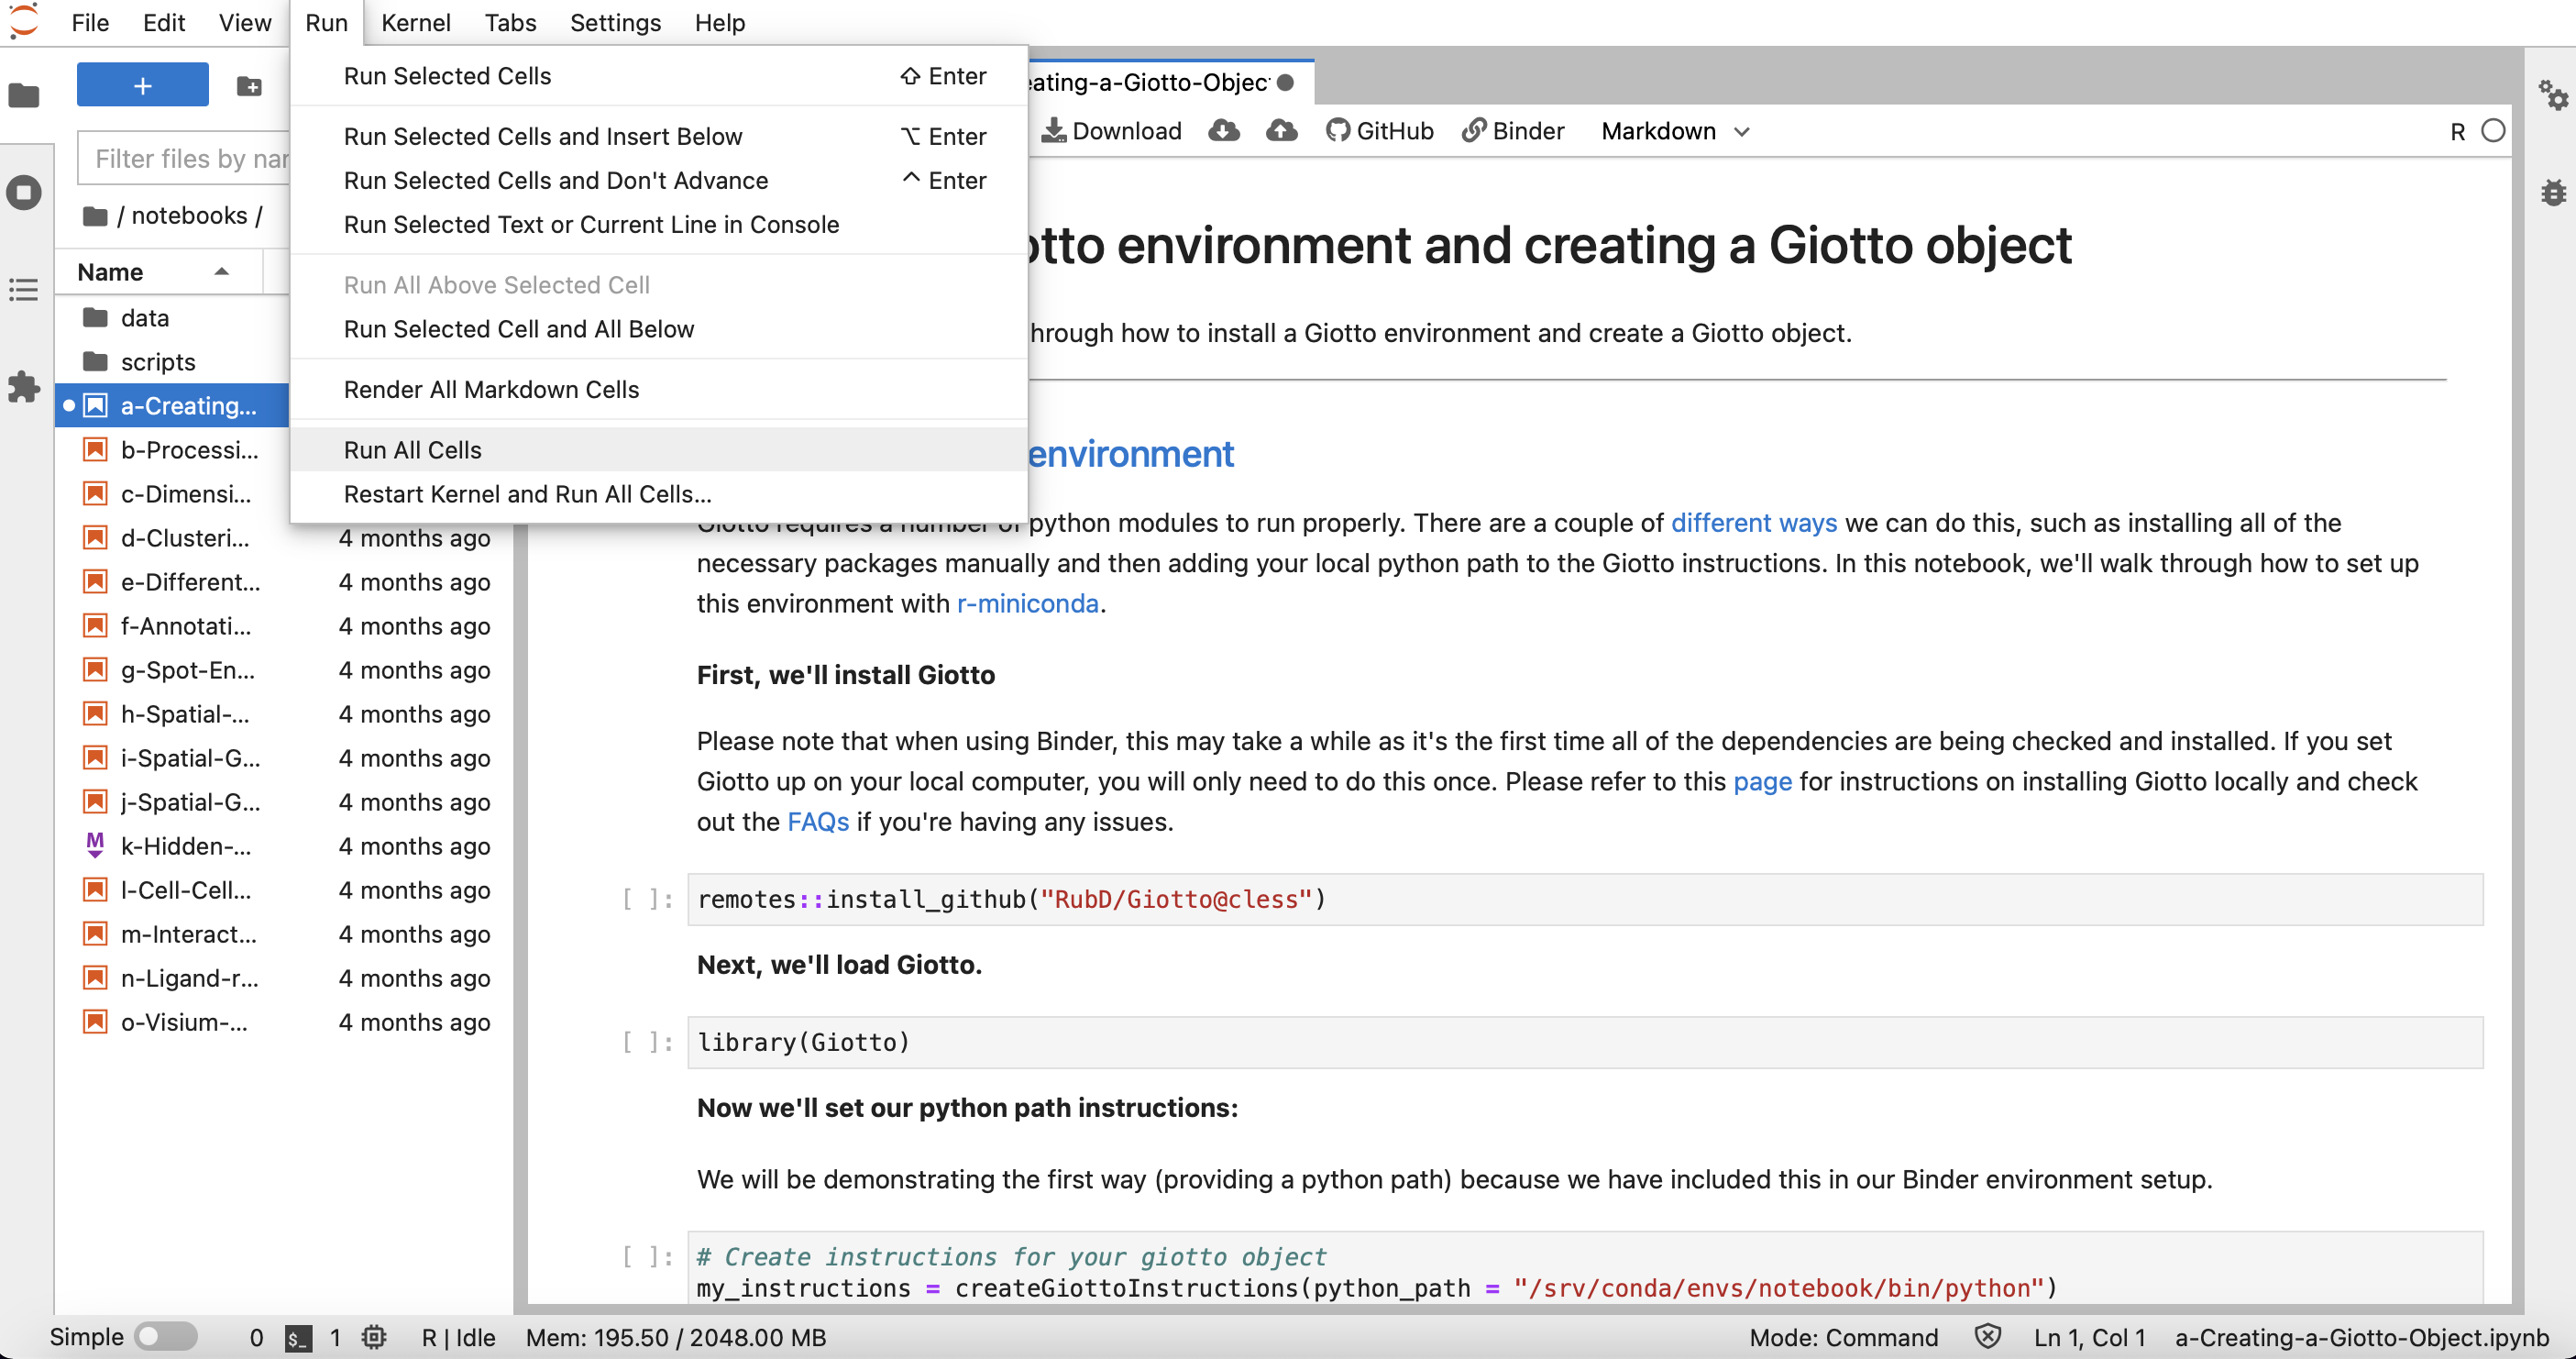 File Edit View Run Kernel Tabs Settings Help
Run Selected Cells ⇧ Enter
Run Selected Cells and Insert Below ⌥ Enter
Run Selected Cells and Don't Advance ^ Enter
Run Selected Text or Current Line in Console
Run All Above Selected Cell
Run Selected Cell and All Below
Render All Markdown Cells
Run All Cells
Restart Kernel and Run All Cells...
+
Filter files by nar
/ notebooks /
Name
data
scripts
a-Creating...
b-Processi...
c-Dimensi...
d-Clusteri... 4 months ago
e-Different... 4 months ago
f-Annotati... 4 months ago
g-Spot-En... 4 months ago
h-Spatial-... 4 months ago
i-Spatial-G... 4 months ago
j-Spatial-G... 4 months ago
M k-Hidden-... 4 months ago
l-Cell-Cell... 4 months ago
m-Interact... 4 months ago
n-Ligand-r... 4 months ago
o-Visium-... 4 months ago
eating-a-Giotto-Objec
Download GitHub Binder Markdown R
otto environment and creating a Giotto object
hrough how to install a Giotto environment and create a Giotto object.
environment
Giotto requires a number of python modules to run properly. There are a couple of different ways we can do this, such as installing all of the
necessary packages manually and then adding your local python path to the Giotto instructions. In this notebook, we'll walk through how to set up
this environment with r-miniconda.
First, we'll install Giotto
Please note that when using Binder, this may take a while as it's the first time all of the dependencies are being checked and installed. If you set
Giotto up on your local computer, you will only need to do this once. Please refer to this page for instructions on installing Giotto locally and check
out the FAQs if you're having any issues.
[ ]: remotes::install_github("RubD/Giotto@cless")
Next, we'll load Giotto.
[ ]: library(Giotto)
Now we'll set our python path instructions:
We will be demonstrating the first way (providing a python path) because we have included this in our Binder environment setup.
[ ]: # Create instructions for your giotto object
my_instructions = createGiottoInstructions(python_path = "/srv/conda/envs/notebook/bin/python")
Simple 0 $_ 1 R | Idle Mem: 195.50 / 2048.00 MB Mode: Command Ln 1, Col 1 a-Creating-a-Giotto-Object.ipynb